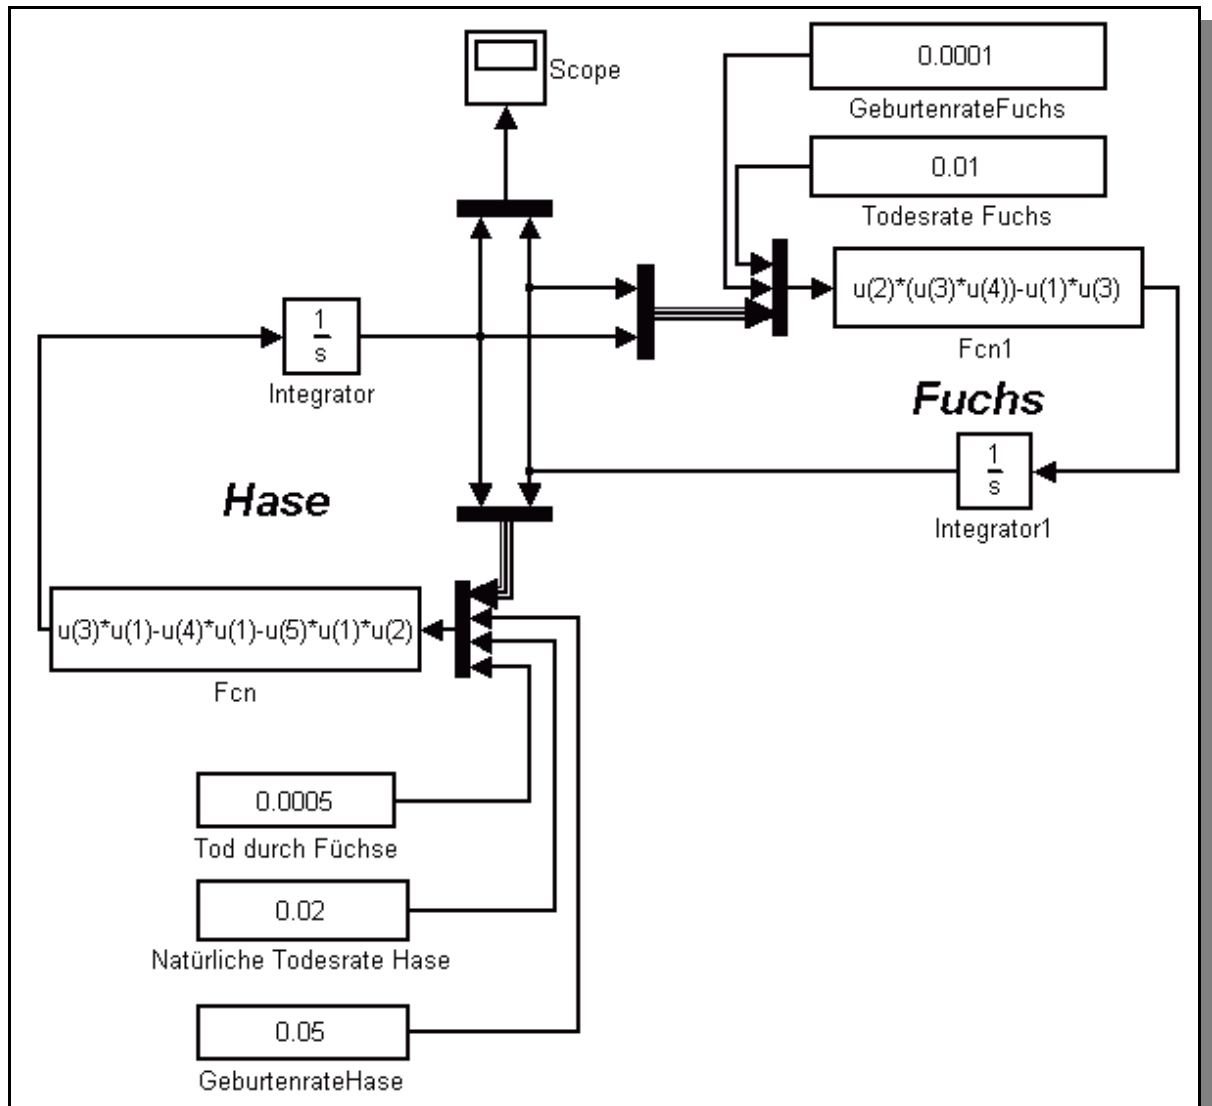 Scope
0.0001
GeburtenrateFuchs
0.01
Todesrate Fuchs
u(2)*(u(3)*u(4))-u(1)*u(3)
Fcn1
1
s
Integrator
Fuchs
1
s
Integrator1
Hase
u(3)*u(1)-u(4)*u(1)-u(5)*u(1)*u(2)
Fcn
0.0005
Tod durch Füchse
0.02
Natürliche Todesrate Hase
0.05
GeburtenrateHase